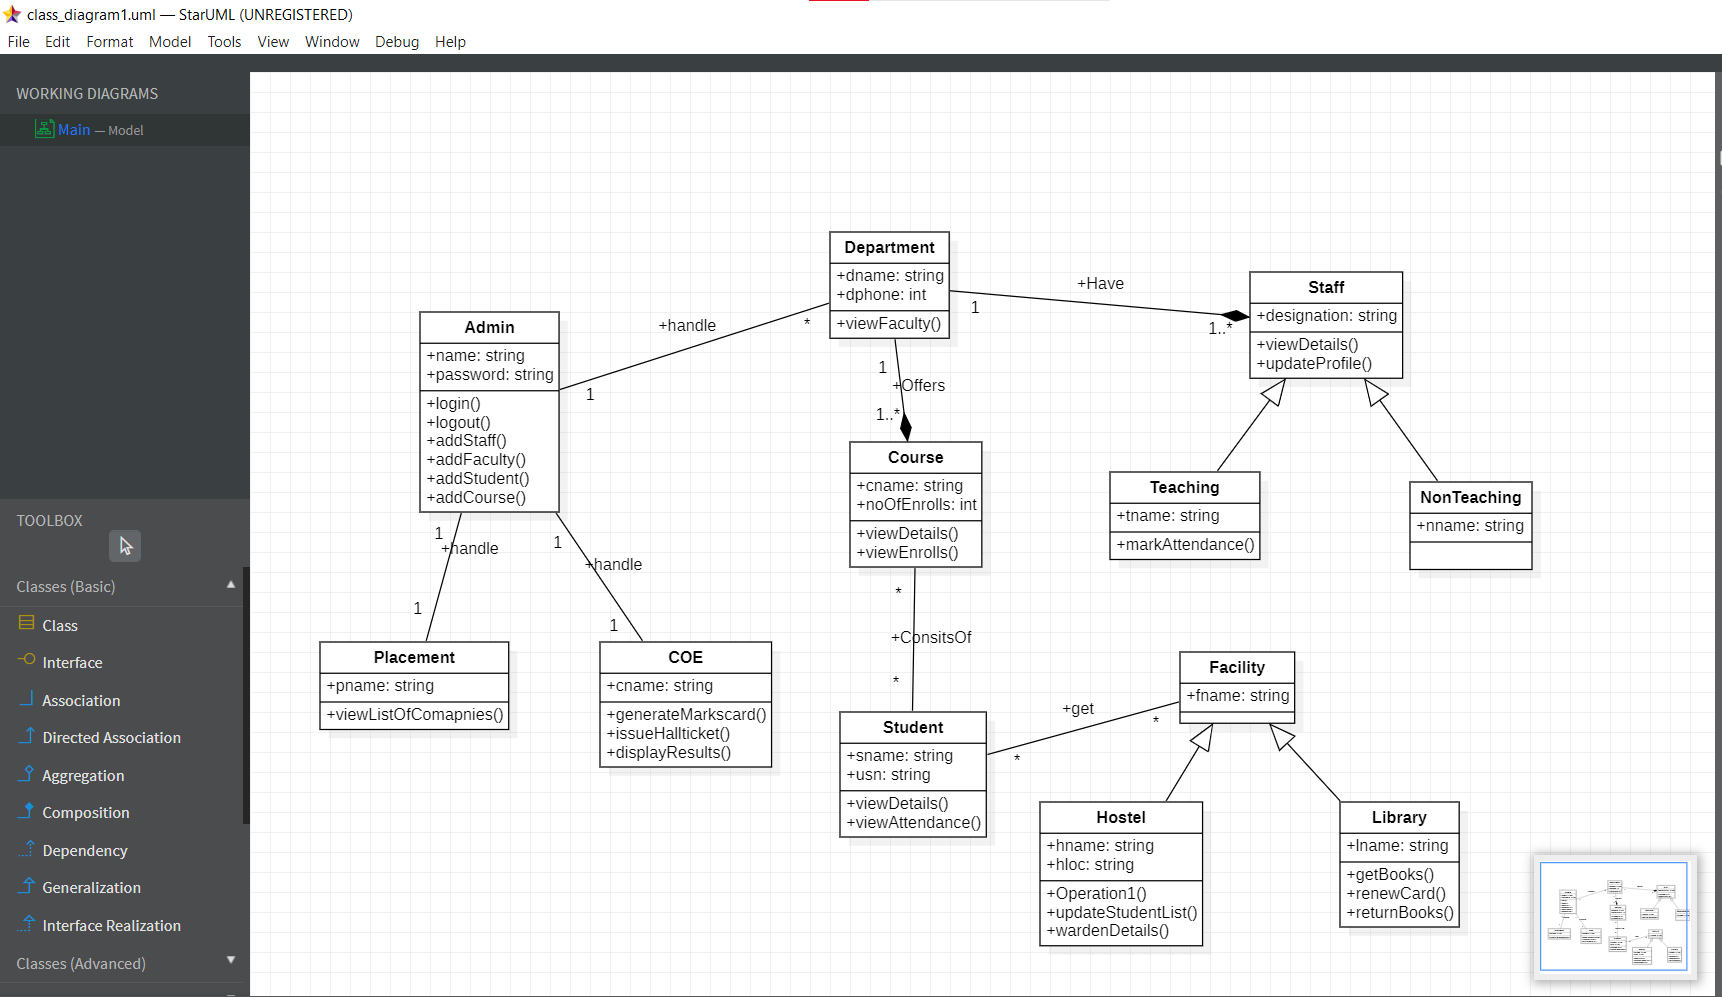 class_diagram1.uml — StarUML (UNREGISTERED)
File Edit Format Model Tools View Window Debug Help
WORKING DIAGRAMS
Main — Model
TOOLBOX
Classes (Basic)
Class
Interface
Association
Directed Association
Aggregation
Composition
Dependency
Generalization
Interface Realization
Classes (Advanced)
Department
+dname: string
+dphone: int
+viewFaculty()
+Have
1
1..*
Staff
+designation: string
+viewDetails()
+updateProfile()
+handle
*
1
Admin
+name: string
+password: string
+login()
+logout()
+addStaff()
+addFaculty()
+addStudent()
+addCourse()
1
+Offers
1..*
Course
+cname: string
+noOfEnrolls: int
+viewDetails()
+viewEnrolls()
Teaching
+tname: string
+markAttendance()
NonTeaching
+nname: string
1
+handle
1
1
+handle
1
Placement
+pname: string
+viewListOfComapnies()
COE
+cname: string
+generateMarkscard()
+issueHallticket()
+displayResults()
*
+ConsitsOf
*
Student
+sname: string
+usn: string
+viewDetails()
+viewAttendance()
+get
*
*
Facility
+fname: string
Hostel
+hname: string
+hloc: string
+Operation1()
+updateStudentList()
+wardenDetails()
Library
+lname: string
+getBooks()
+renewCard()
+returnBooks()